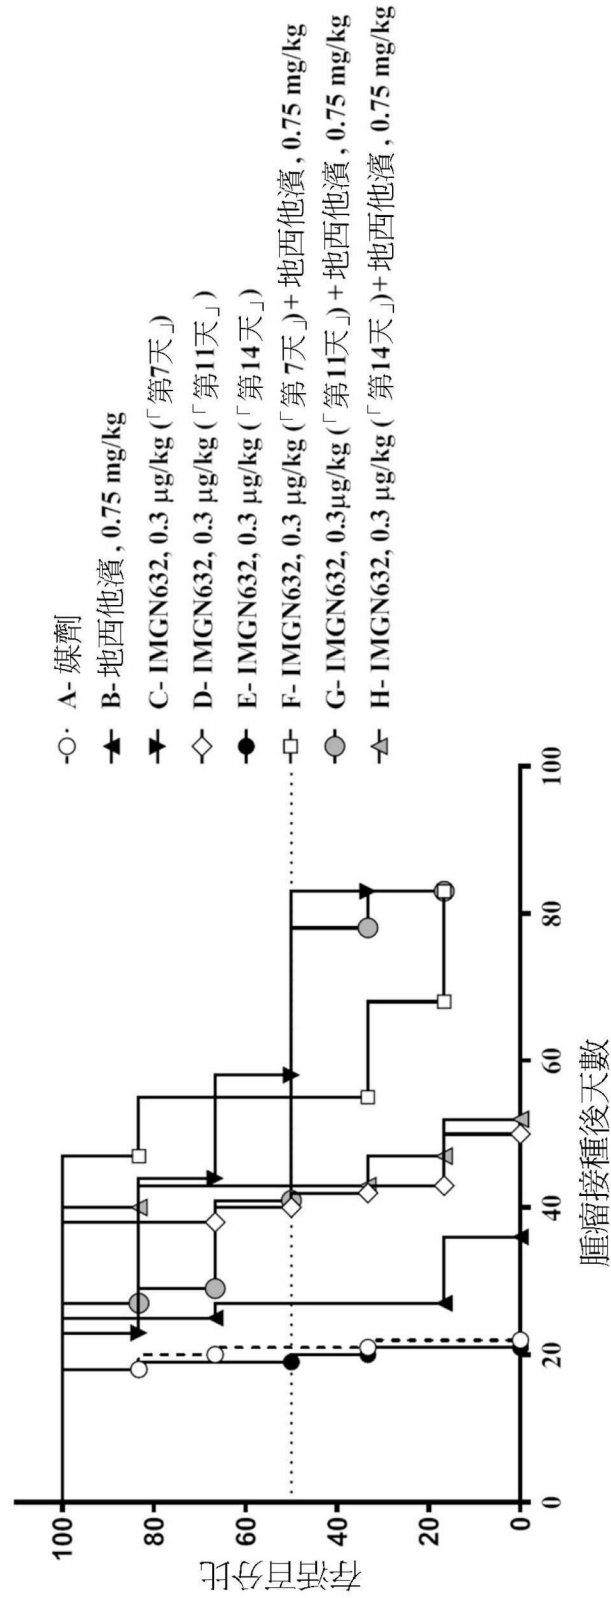 A- 媒劑
B- 地西他濱, 0.75 mg/kg
C- IMGN632, 0.3 µg/kg (「第7天」)
D- IMGN632, 0.3 µg/kg (「第11天」)
E- IMGN632, 0.3 µg/kg (「第14天」)
F- IMGN632, 0.3 µg/kg (「第 7天」) + 地西他濱, 0.75 mg/kg
G- IMGN632, 0.3µg/kg (「第11天」) + 地西他濱, 0.75 mg/kg
H- IMGN632, 0.3 µg/kg (「第14天」)+ 地西他濱, 0.75 mg/kg
存活百分比
100
80
60
40
20
0
0
20
40
60
80
100
腫瘤接種後天數